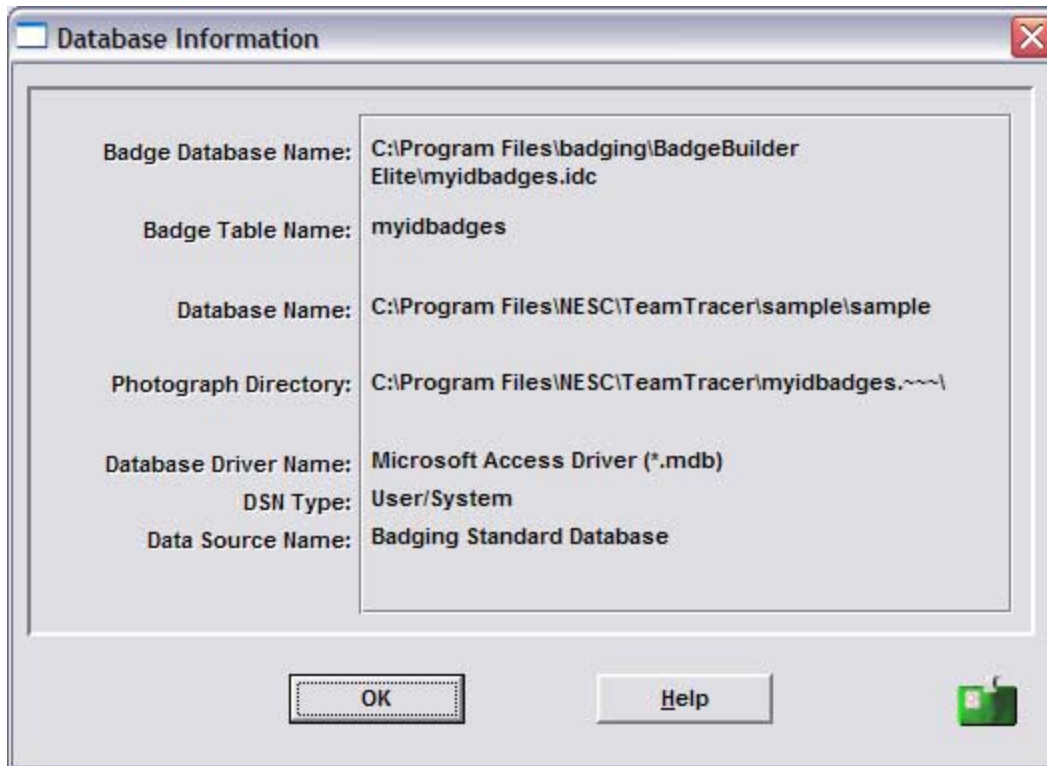 Database Information
Badge Database Name: C:\Program Files\badging\BadgeBuilder
Elite\myidbadges.idc
Badge Table Name: myidbadges
Database Name: C:\Program Files\NESC\TeamTracer\sample\sample
Photograph Directory: C:\Program Files\NESC\TeamTracer\myidbadges.~~~\
Database Driver Name: Microsoft Access Driver (*.mdb)
DSN Type: User/System
Data Source Name: Badging Standard Database
OK Help